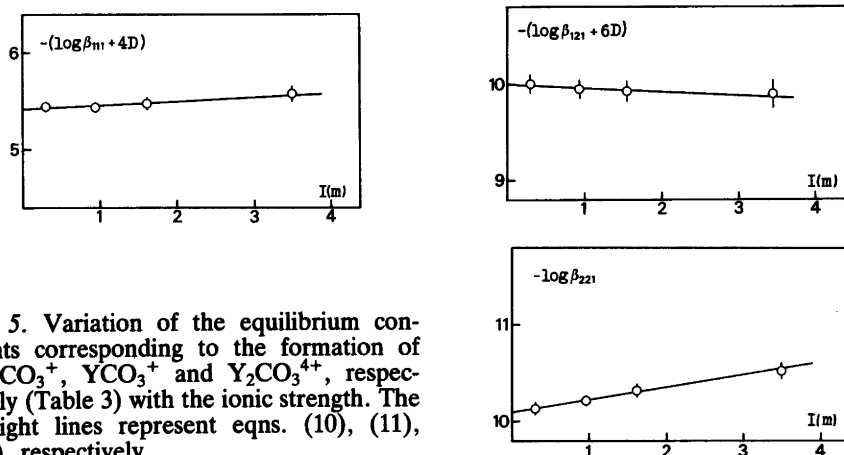 -(logβ₁₁₁ + 4D)
6
5
I(m)
1 2 3 4
-(logβ₁₂₁ + 6D)
10
9
I(m)
1 2 3 4
-logβ₂₂₁
11
10
I(m)
1 2 3 4
5. Variation of the equilibrium con-
nts corresponding to the formation of
CO₃⁺, YCO₃⁺ and Y₂CO₃⁴⁺, respec-
ly (Table 3) with the ionic strength. The
ight lines represent eqns. (10), (11),
respectively